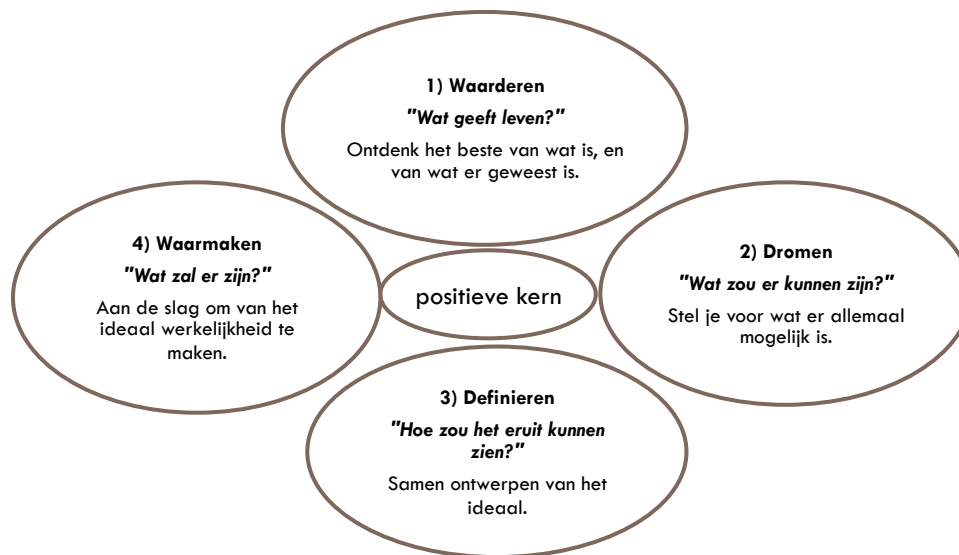 1) Waarderen
"Wat geeft leven?"
Ontdenk het beste van wat is, en
van wat er geweest is.
2) Dromen
"Wat zou er kunnen zijn?"
Stel je voor wat er allemaal
mogelijk is.
positieve kern
3) Definieren
"Hoe zou het eruit kunnen
zien?"
Samen ontwerpen van het
ideaal.
4) Waarmaken
"Wat zal er zijn?"
Aan de slag om van het
ideaal werkelijkheid te
maken.